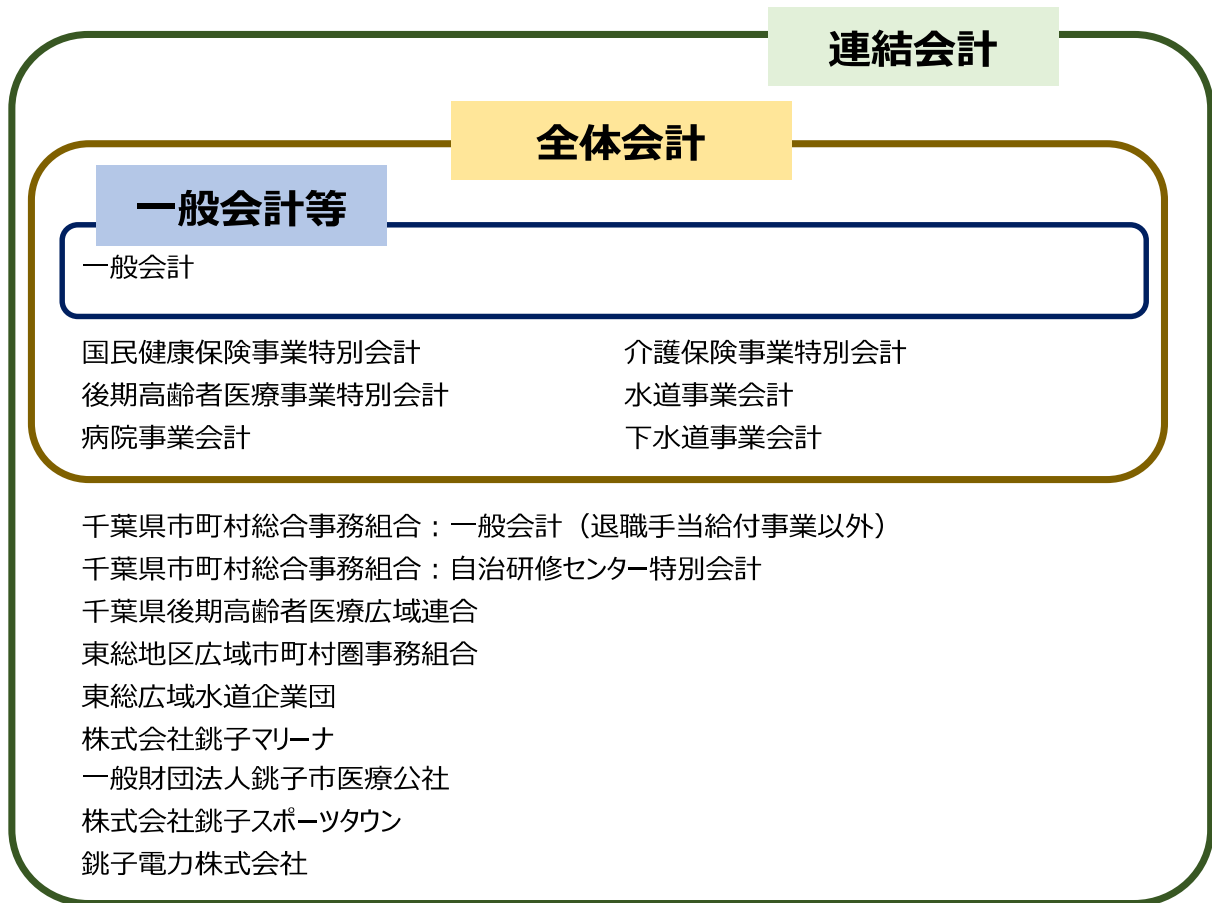 連結会計
全体会計
一般会計等
一般会計
国民健康保険事業特別会計 介護保険事業特別会計
後期高齢者医療事業特別会計 水道事業会計
病院事業会計 下水道事業会計
千葉県市町村総合事務組合：一般会計（退職手当給付事業以外）
千葉県市町村総合事務組合：自治研修センター特別会計
千葉県後期高齢者医療広域連合
東総地区広域市町村圏事務組合
東総広域水道企業団
株式会社銚子マリーナ
一般財団法人銚子市医療公社
株式会社銚子スポーツタウン
銚子電力株式会社